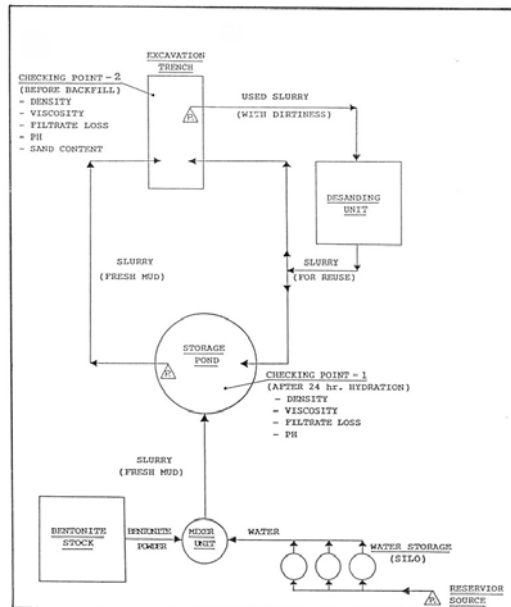 EXCAVATION
TRENCH
CHECKING POINT-2
(BEFORE BACKFILL)
= DENSITY
- VISCOSITY
- FILTRATE LOSS
= PH
- SAND CONTENT
P.
USED SLURRY
(WITH DIRTINESS)
DESANDING
UNIT
SLURRY
(FRESH MUD)
SLURRY
(FOR REUSE)
STORAGE
POND
P.
CHECKING POINT-1
(AFTER 24 hr. HYDRATION)
- DENSITY
= VISCOSITY
- FILTRATE LOSS
- PH
SLURRY
(FRESH MUD)
BENTONITE
STOCK
BENTONITE
POWDER
MIXER
UNIT
WATER
WATER STORAGE
(SILO)
P.
RESERVIOR
SOURCE